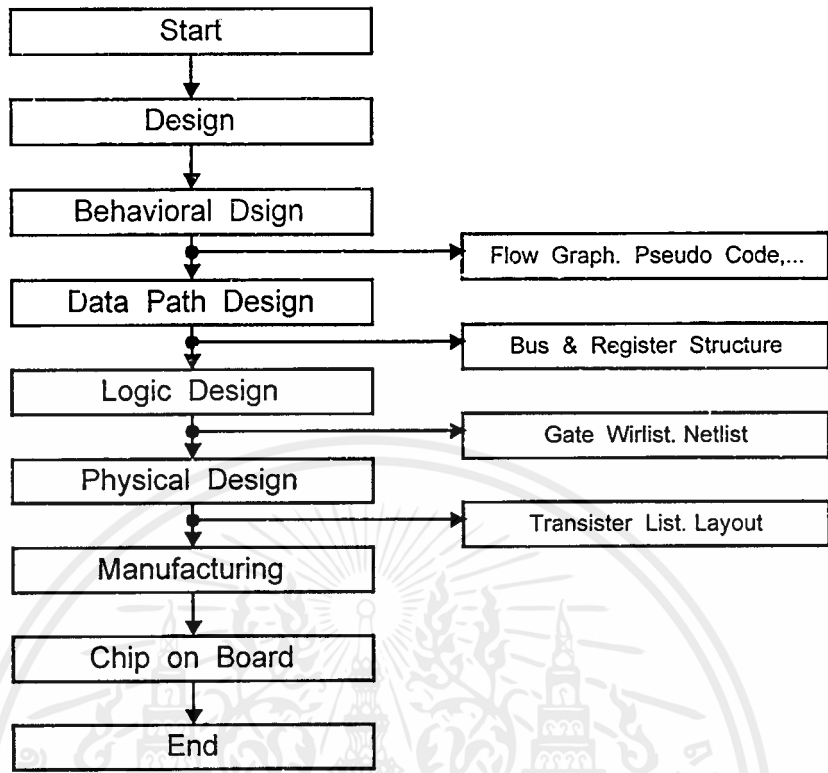 Start
Design
Behavioral Dsign
Flow Graph. Pseudo Code,...
Data Path Design
Bus & Register Structure
Logic Design
Gate Wirlist. Netlist
Physical Design
Transister List. Layout
Manufacturing
Chip on Board
End